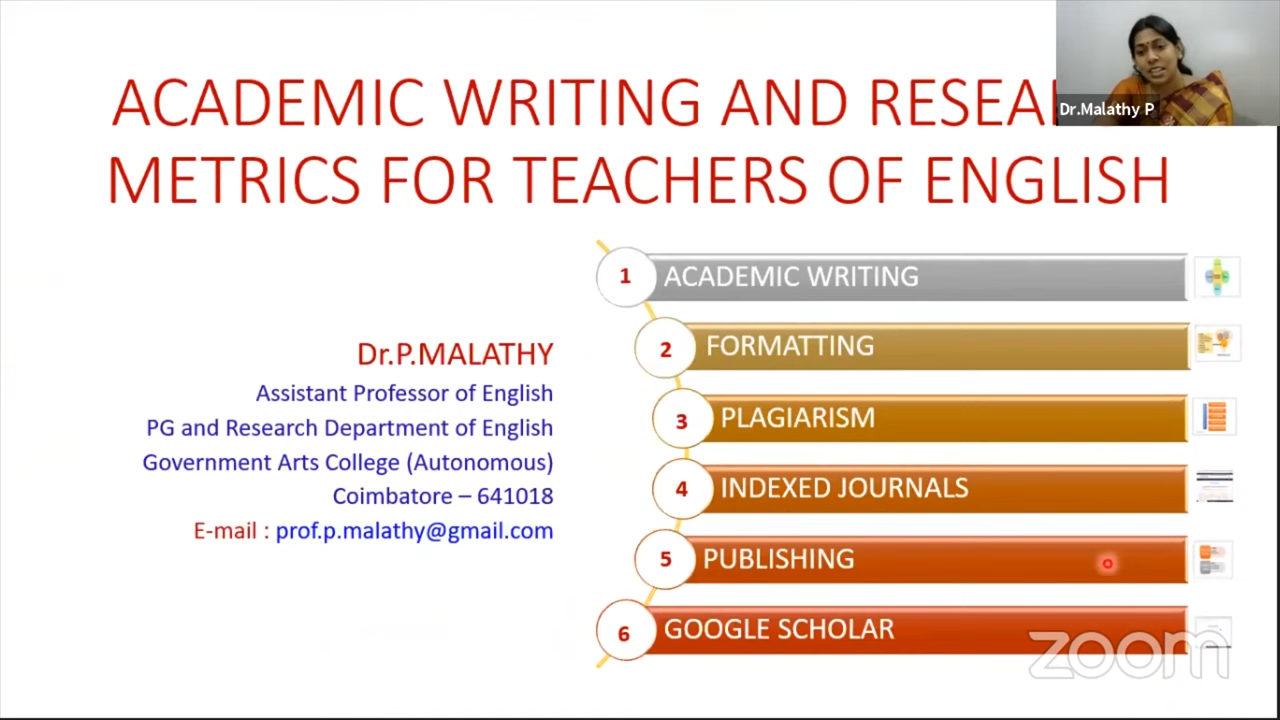 ACADEMIC WRITING AND RESEA
METRICS FOR TEACHERS OF ENGLISH
Dr.Malathy P
Dr.P.MALATHY
Assistant Professor of English
PG and Research Department of English
Government Arts College (Autonomous)
Coimbatore – 641018
E-mail : prof.p.malathy@gmail.com
1 ACADEMIC WRITING
2 FORMATTING
3 PLAGIARISM
4 INDEXED JOURNALS
5 PUBLISHING
6 GOOGLE SCHOLAR
zoom